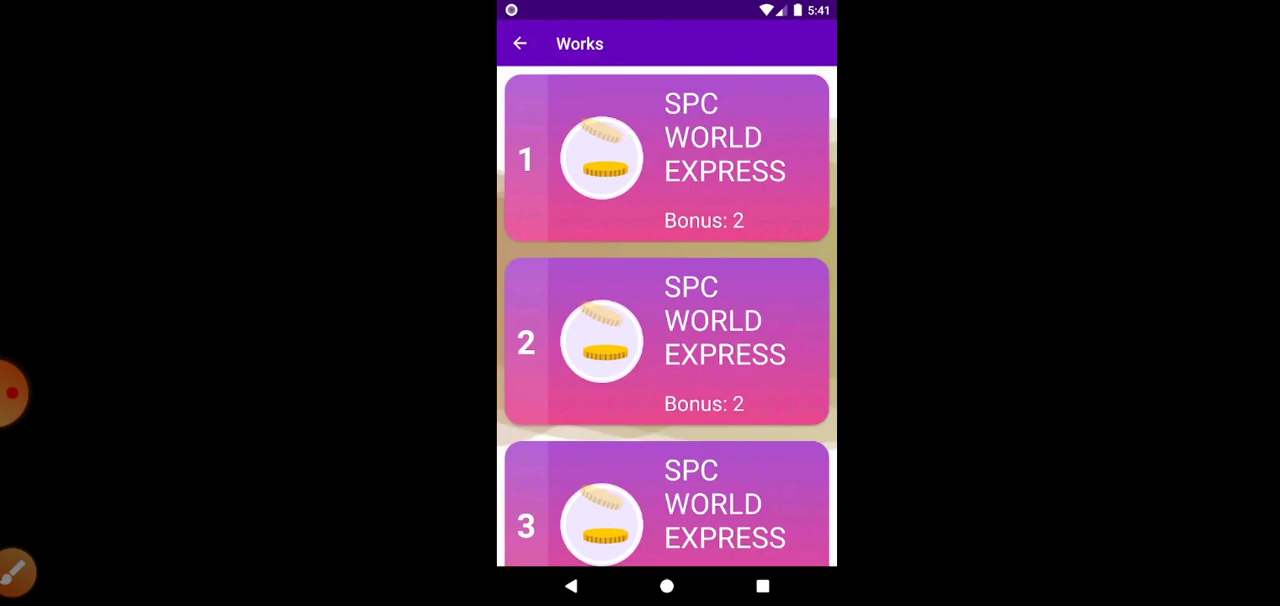 5:41
Works
1
SPC
WORLD
EXPRESS
Bonus: 2
2
SPC
WORLD
EXPRESS
Bonus: 2
3
SPC
WORLD
EXPRESS